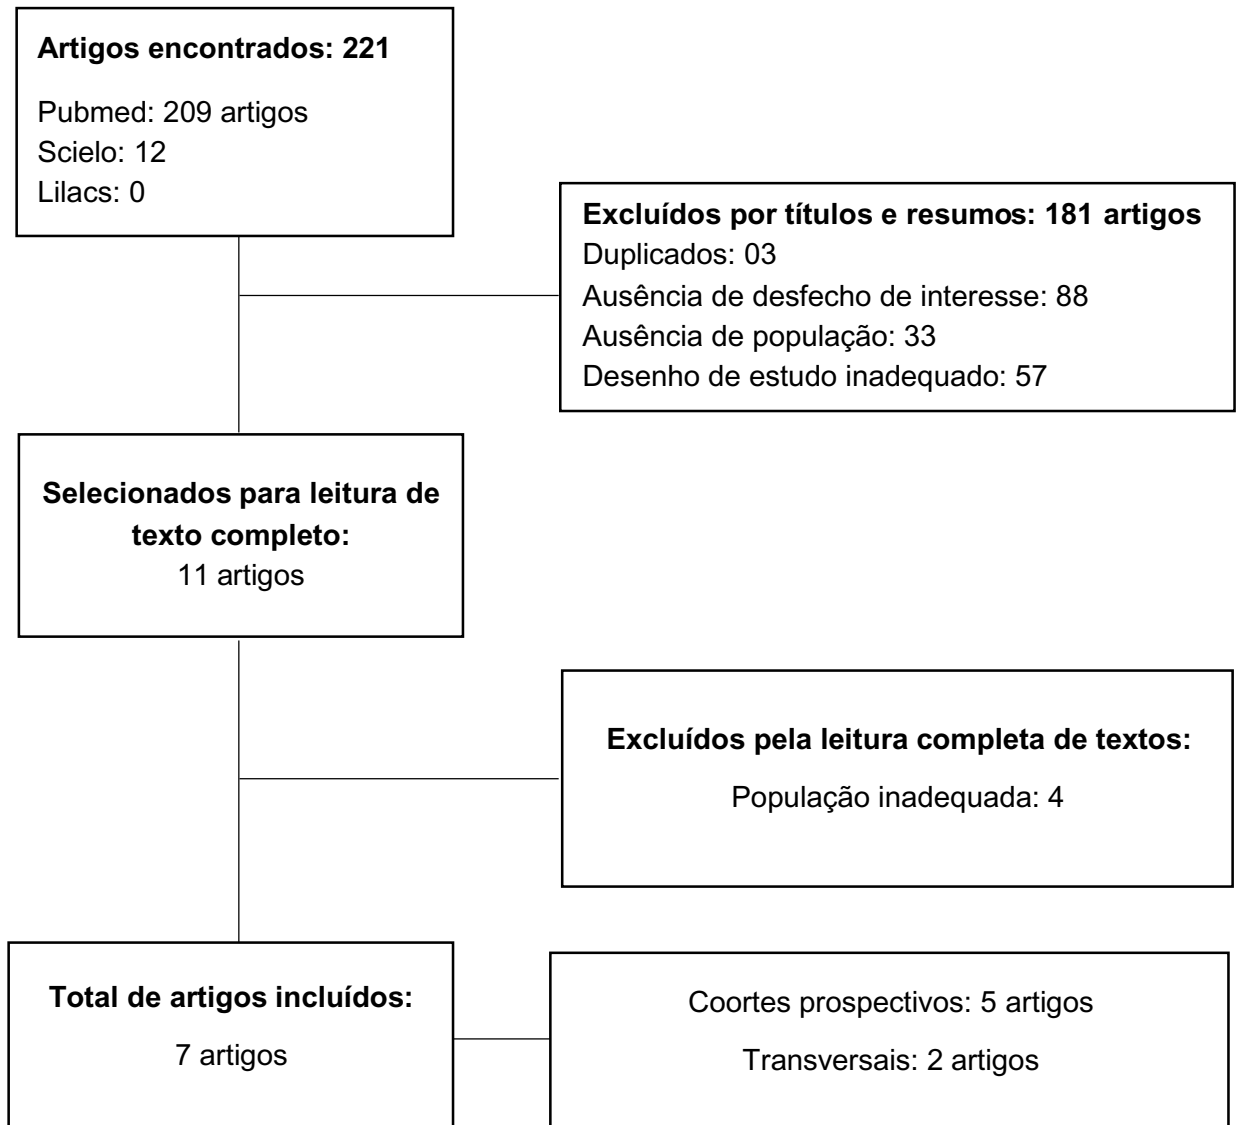 Artigos encontrados: 221
Pubmed: 209 artigos
Scielo: 12
Lilacs: 0
Excluídos por títulos e resumos: 181 artigos
Duplicados: 03
Ausência de desfecho de interesse: 88
Ausência de população: 33
Desenho de estudo inadequado: 57
Selecionados para leitura de
texto completo:
11 artigos
Excluídos pela leitura completa de textos:
População inadequada: 4
Total de artigos incluídos:
7 artigos
Coortes prospectivos: 5 artigos
Transversais: 2 artigos